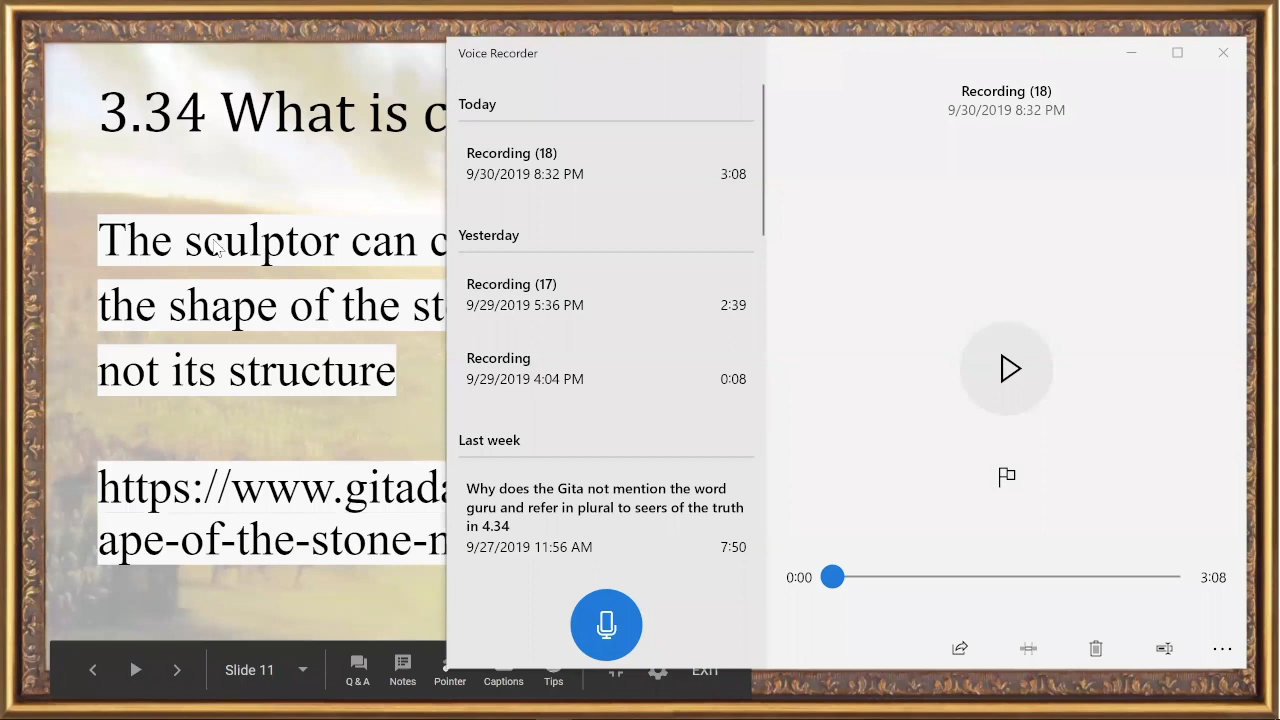 3.34 What is c
The sculptor can c
the shape of the st
not its structure
https://www.gitada
ape-of-the-stone-n
Slide 11
Q & A
Notes
Pointer
Captions
Tips
EXIT
Voice Recorder
Today
Recording (18)
9/30/2019 8:32 PM 3:08
Yesterday
Recording (17)
9/29/2019 5:36 PM 2:39
Recording
9/29/2019 4:04 PM 0:08
Last week
Why does the Gita not mention the word
guru and refer in plural to seers of the truth
in 4.34
9/27/2019 11:56 AM 7:50
Recording (18)
9/30/2019 8:32 PM
0:00 3:08